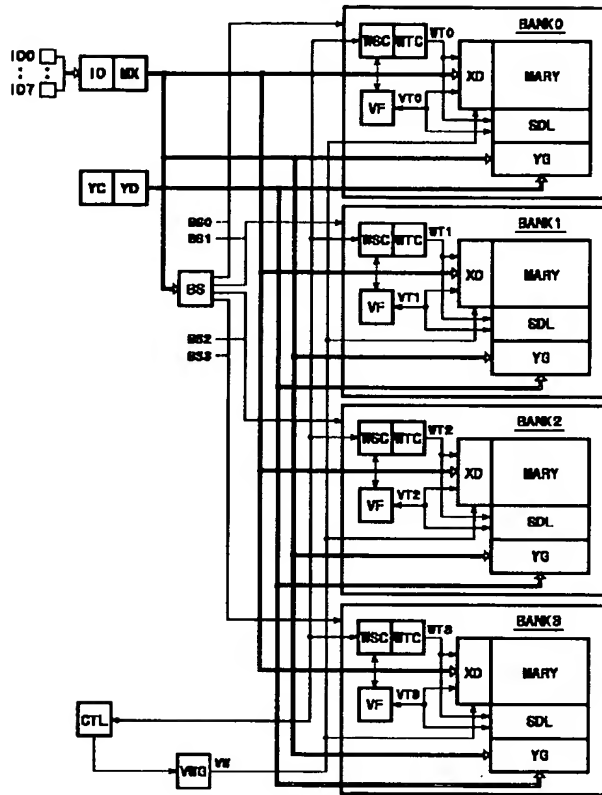 BANK0
WSC WTC WT0
IO0
IO7
IO MX
XD MARY
VF VT0
SDL
YG
YC YD
BS0
BS1
BANK1
WSC WTC WT1
XD MARY
BS
VF VT1
SDL
BS2
BS3
YG
BANK2
WSC WTC WT2
XD MARY
VF VT2
SDL
YG
BANK3
WSC WTC WT3
XD MARY
VF VT3
CTL
SDL
VWG VW
YG